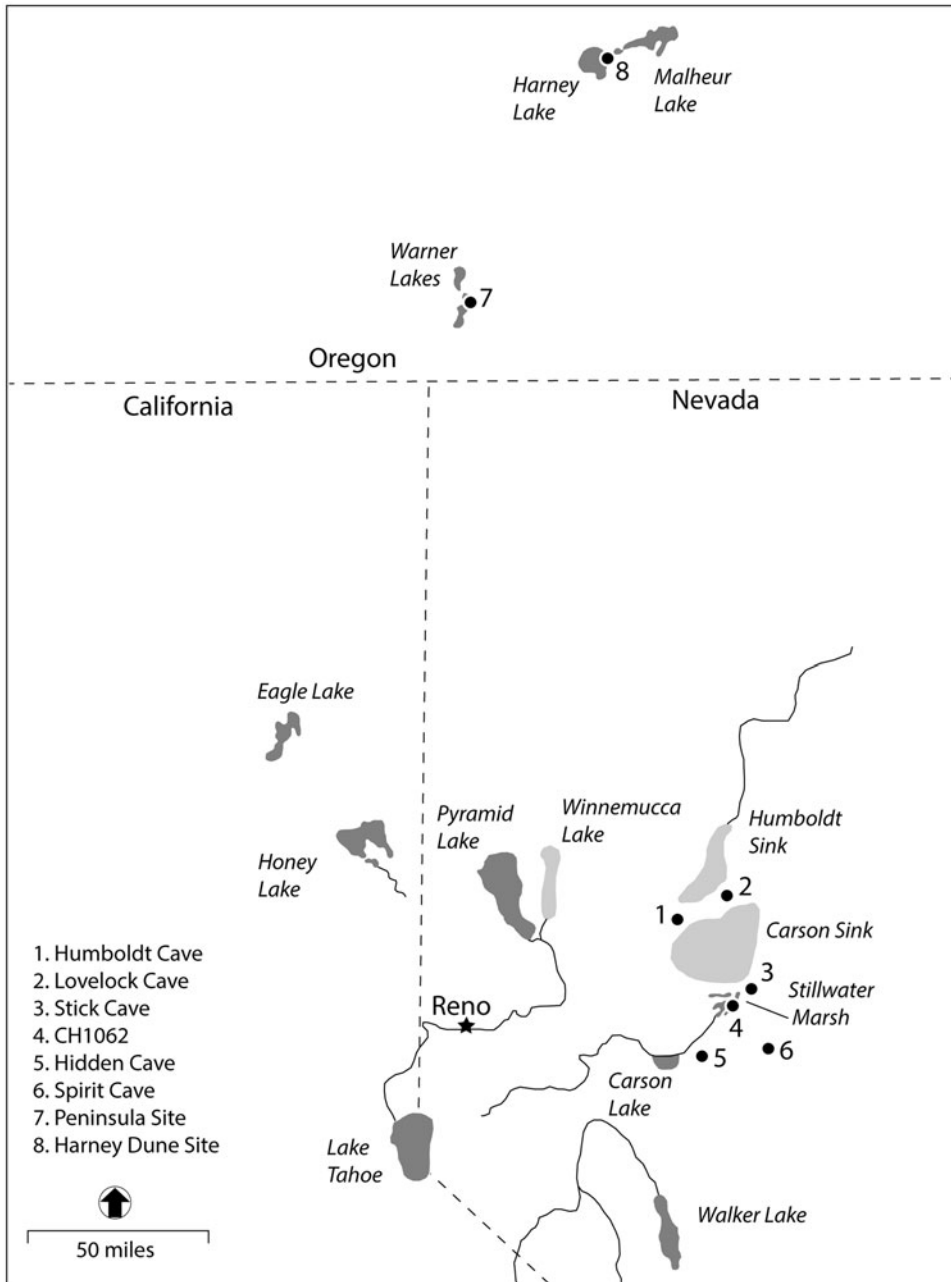 Harney
Lake
8
Malheur
Lake
Warner
Lakes
7
Oregon
California
Nevada
Eagle Lake
Honey
Lake
Pyramid
Lake
Winnemucca
Lake
Humboldt
Sink
2
1
Carson Sink
3
Stillwater
Marsh
4
5
6
Carson
Lake
Reno
Lake
Tahoe
Walker Lake
1. Humboldt Cave
2. Lovelock Cave
3. Stick Cave
4. CH1062
5. Hidden Cave
6. Spirit Cave
7. Peninsula Site
8. Harney Dune Site
50 miles